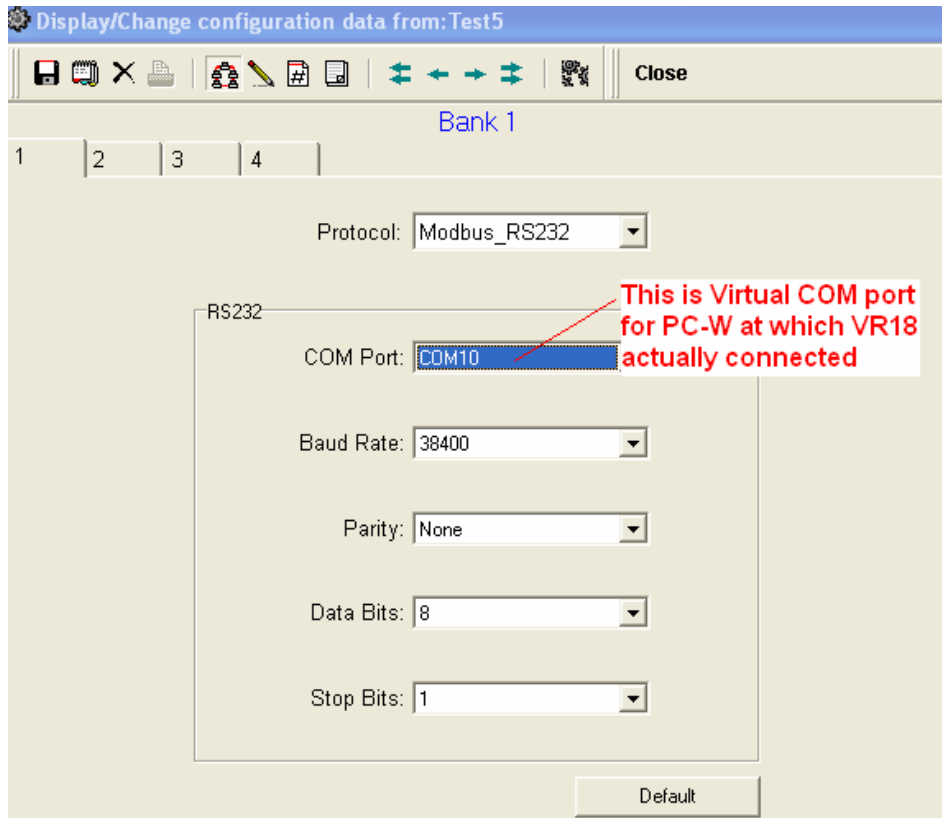 Display/Change configuration data from:Test5
Close
Bank 1
1 2 3 4
Protocol: Modbus_RS232
RS232
This is Virtual COM port
for PC-W at which VR18
actually connected
COM Port: COM10
Baud Rate: 38400
Parity: None
Data Bits: 8
Stop Bits: 1
Default